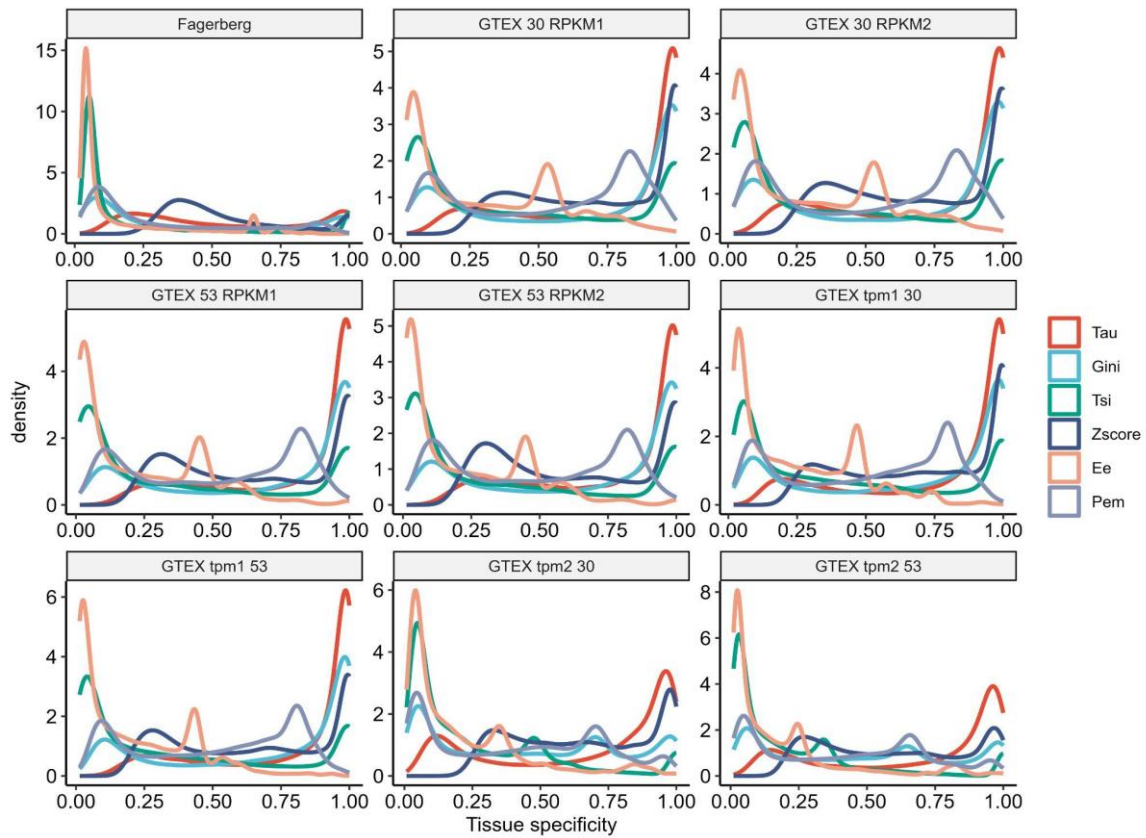 Fagerberg
GTEX 30 RPKM1
GTEX 30 RPKM2
15
10
5
0
5
4
3
2
1
0
4
3
2
1
0
0.00 0.25 0.50 0.75 1.00
0.00 0.25 0.50 0.75 1.00
0.00 0.25 0.50 0.75 1.00
GTEX 53 RPKM1
GTEX 53 RPKM2
GTEX tpm1 30
4
2
0
5
4
3
2
1
0
4
2
0
0.00 0.25 0.50 0.75 1.00
0.00 0.25 0.50 0.75 1.00
0.00 0.25 0.50 0.75 1.00
GTEX tpm1 53
GTEX tpm2 30
GTEX tpm2 53
6
4
2
0
6
4
2
0
8
6
4
2
0
0.00 0.25 0.50 0.75 1.00
0.00 0.25 0.50 0.75 1.00
0.00 0.25 0.50 0.75 1.00
density
Tissue specificity
Tau
Gini
Tsi
Zscore
Ee
Pem